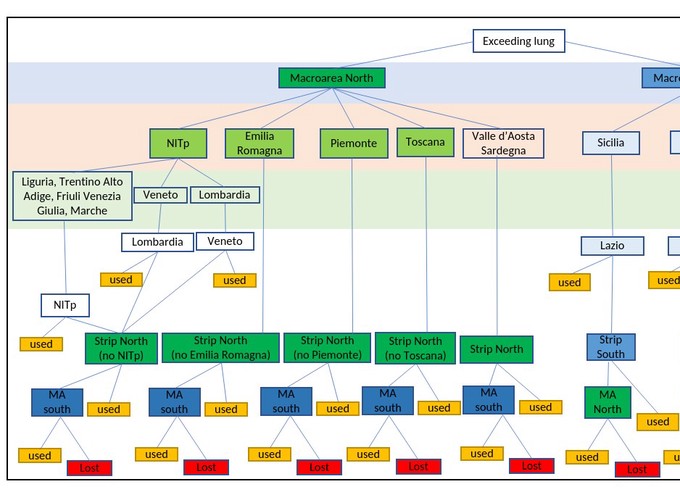 Exceeding lung
Macroarea North
NITp
Emilia
Romagna
Piemonte
Toscana
Valle d'Aosta
Sardegna
Sicilia
Liguria, Trentino Alto
Adige, Friuli Venezia
Giulia, Marche
Veneto
Lombardia
Lombardia
Veneto
Lazio
used
used
used
used
NITp
used
Strip North
(no NITp)
Strip North
(no Emilia Romagna)
Strip North
(no Piemonte)
Strip North
(no Toscana)
Strip North
Strip
South
MA
south
used
MA
south
used
MA
south
used
MA
south
used
MA
south
used
MA
North
used
used
Lost
used
Lost
used
Lost
used
Lost
used
Lost
used
Lost